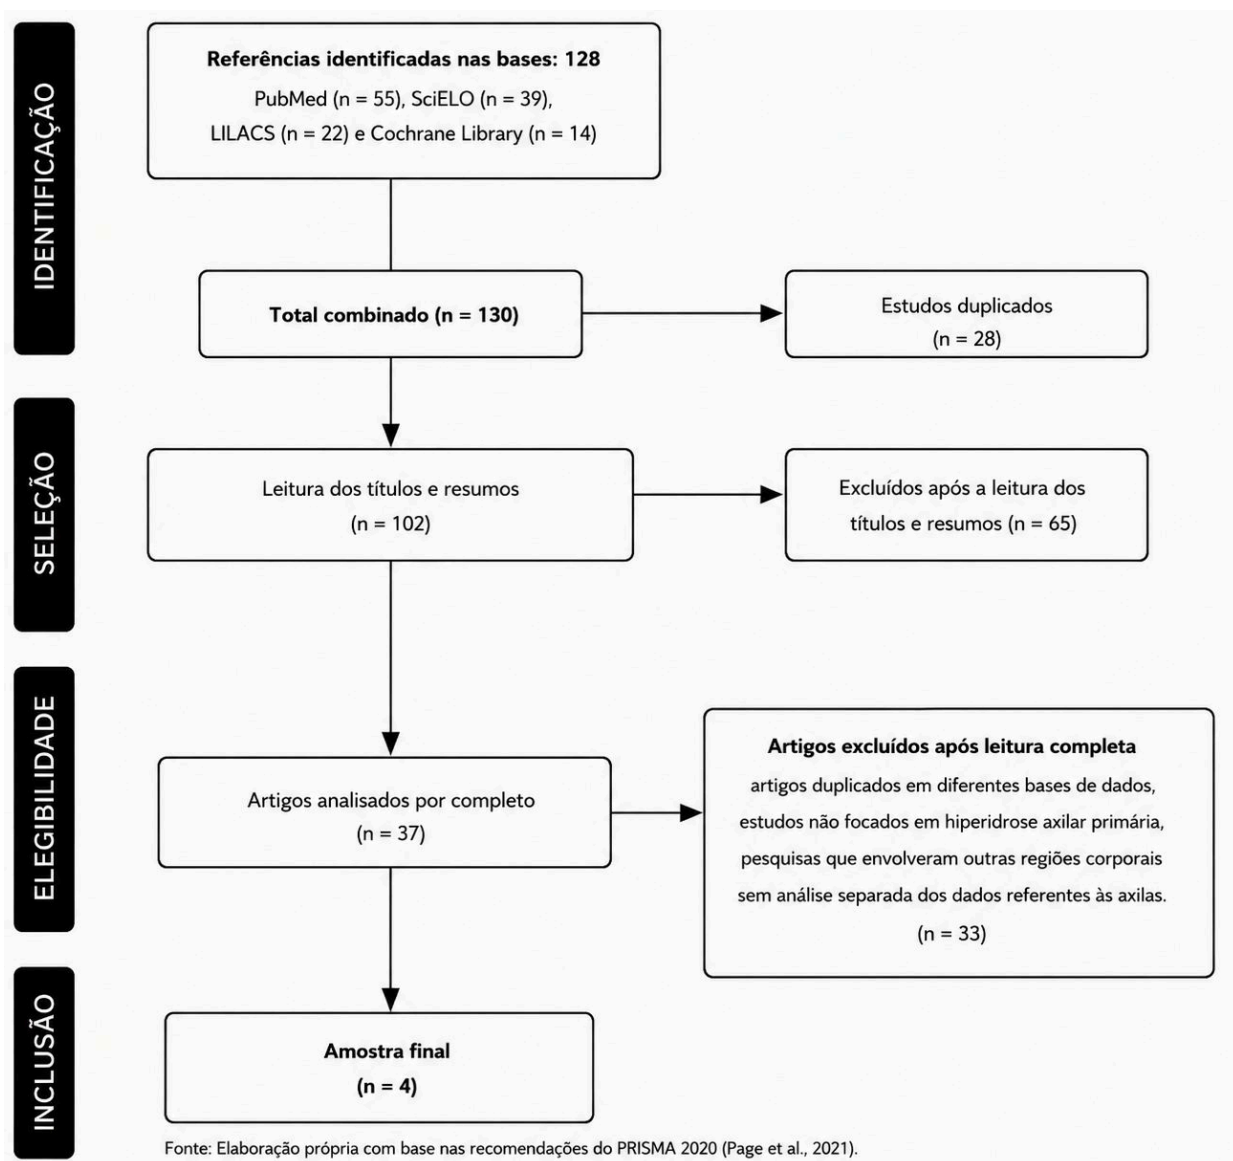 IDENTIFICAÇÃO
Referências identificadas nas bases: 128
PubMed (n = 55), SciELO (n = 39),
LILACS (n = 22) e Cochrane Library (n = 14)
Total combinado (n = 130)
Estudos duplicados
(n = 28)
SELEÇÃO
Leitura dos títulos e resumos
(n = 102)
Excluídos após a leitura dos
títulos e resumos (n = 65)
ELEGIBILIDADE
Artigos analisados por completo
(n = 37)
Artigos excluídos após leitura completa
artigos duplicados em diferentes bases de dados,
estudos não focados em hiperidrose axilar primária,
pesquisas que envolveram outras regiões corporais
sem análise separada dos dados referentes às axilas.
(n = 33)
INCLUSÃO
Amostra final
(n = 4)
Fonte: Elaboração própria com base nas recomendações do PRISMA 2020 (Page et al., 2021).